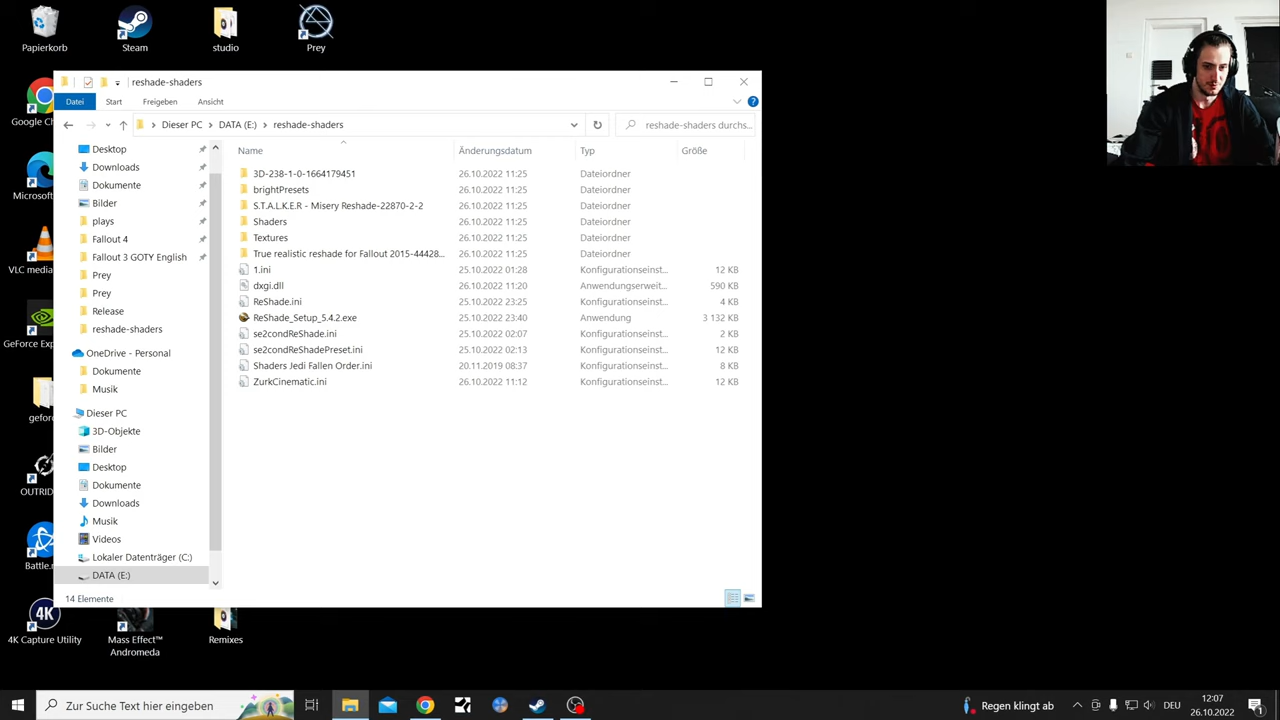 Papierkorb
Steam
studio
Prey
Google Ch
Microsof
VLC media
GeForce Exp
geforc
OUTRID
Battle.n
4K Capture Utility
Mass Effect™
Andromeda
Remixes
reshade-shaders
Datei
Start
Freigeben
Ansicht
Dieser PC
DATA (E:)
reshade-shaders
reshade-shaders durchs...
Name
Änderungsdatum
Typ
Größe
Desktop
Downloads
Dokumente
Bilder
plays
Fallout 4
Fallout 3 GOTY English
Prey
Prey
Release
reshade-shaders
OneDrive - Personal
Dokumente
Musik
Dieser PC
3D-Objekte
Bilder
Desktop
Dokumente
Downloads
Musik
Videos
Lokaler Datenträger (C:)
DATA (E:)
3D-238-1-0-1664179451 26.10.2022 11:25 Dateiordner
brightPresets 26.10.2022 11:25 Dateiordner
S.T.A.L.K.E.R - Misery Reshade-22870-2-2 26.10.2022 11:25 Dateiordner
Shaders 26.10.2022 11:25 Dateiordner
Textures 26.10.2022 11:25 Dateiordner
True realistic reshade for Fallout 2015-44428... 26.10.2022 11:25 Dateiordner
1.ini 25.10.2022 01:28 Konfigurationseinst... 12 KB
dxgi.dll 26.10.2022 11:20 Anwendungserweit... 590 KB
ReShade.ini 25.10.2022 23:25 Konfigurationseinst... 4 KB
ReShade_Setup_5.4.2.exe 25.10.2022 23:40 Anwendung 3 132 KB
se2condReShade.ini 25.10.2022 02:07 Konfigurationseinst... 2 KB
se2condReShadePreset.ini 25.10.2022 02:13 Konfigurationseinst... 12 KB
Shaders Jedi Fallen Order.ini 20.11.2019 08:37 Konfigurationseinst... 8 KB
ZurkCinematic.ini 26.10.2022 11:12 Konfigurationseinst... 12 KB
14 Elemente
Zur Suche Text hier eingeben
Regen klingt ab
DEU
12:07
26.10.2022